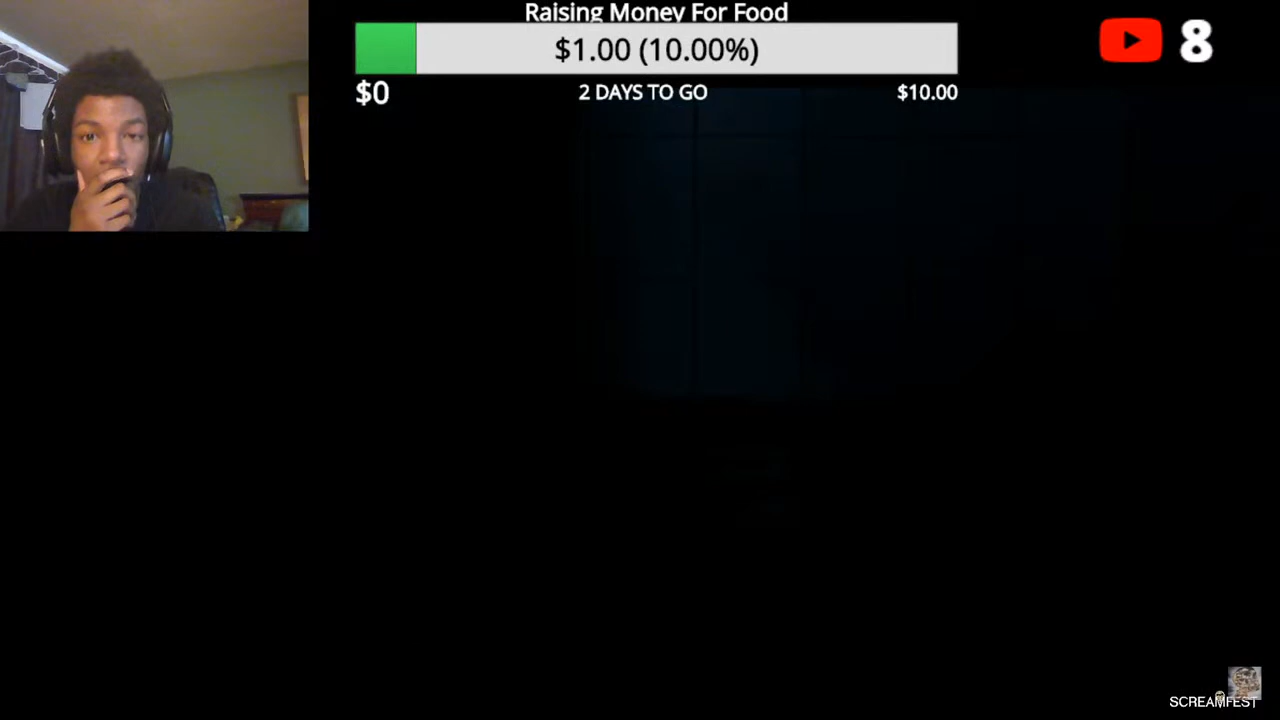 Raising Money For Food
$1.00 (10.00%)
8
$0
2 DAYS TO GO
$10.00
SCREAMFEST